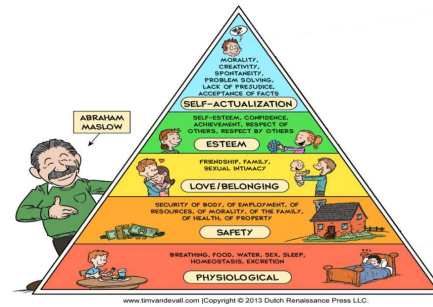 MORALITY,
CREATIVITY,
SPONTANEITY,
PROBLEM SOLVING,
LACK OF PREJUDICE,
ACCEPTANCE OF FACTS
SELF-ACTUALIZATION
ABRAHAM
MASLOW
SELF-ESTEEM, CONFIDENCE,
ACHIEVEMENT, RESPECT OF
OTHERS, RESPECT BY OTHERS
ESTEEM
FRIENDSHIP, FAMILY,
SEXUAL INTIMACY
LOVE/BELONGING
SECURITY OF BODY, OF EMPLOYMENT, OF
RESOURCES, OF MORALITY, OF THE FAMILY,
OF HEALTH, OF PROPERTY
SAFETY
BREATHING, FOOD, WATER, SEX, SLEEP,
HOMEOSTASIS, EXCRETION
PHYSIOLOGICAL
www.timvandevall.com |Copyright © 2013 Dutch Renaissance Press LLC.